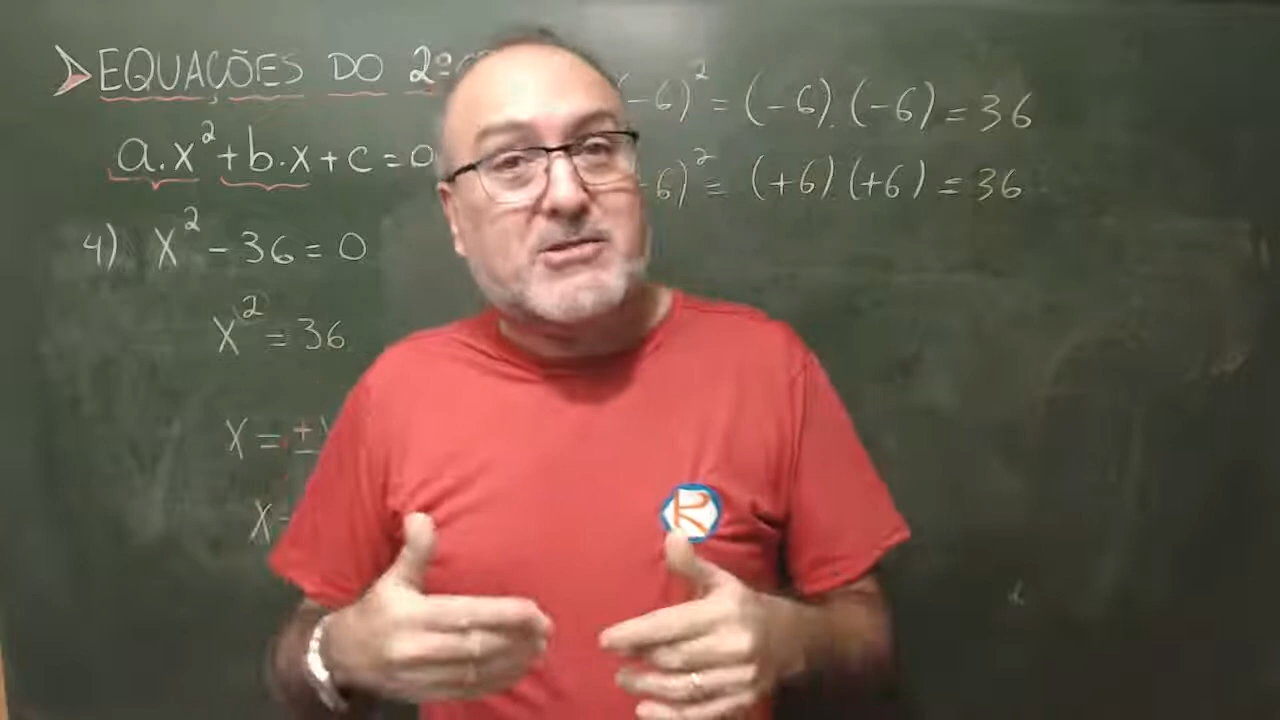 EQUAÇÕES DO 2º
a.x²+b.x+c=0
4) x²-36=0
x²=36
x=±
x=
-6)²=(-6).(-6)=36
6)²=(+6)(+6)=36
R